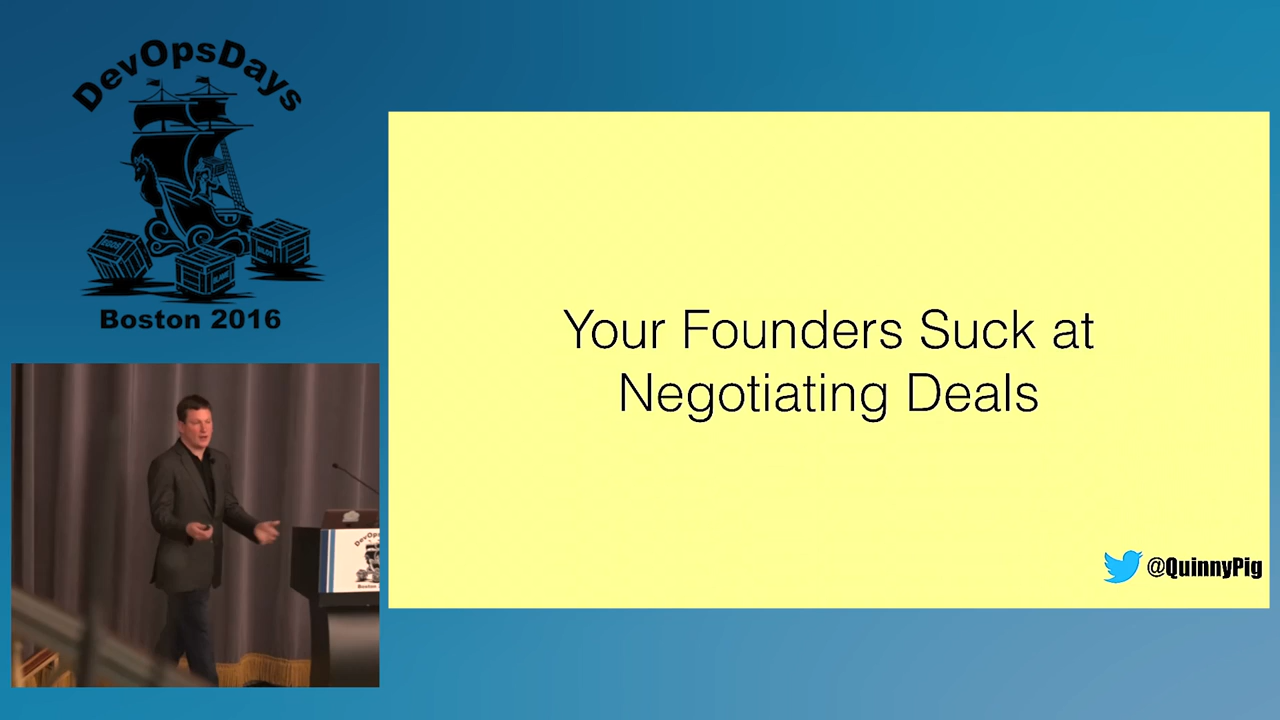 DevOpsDays
Boston 2016
Your Founders Suck at
Negotiating Deals
@QuinnyPig